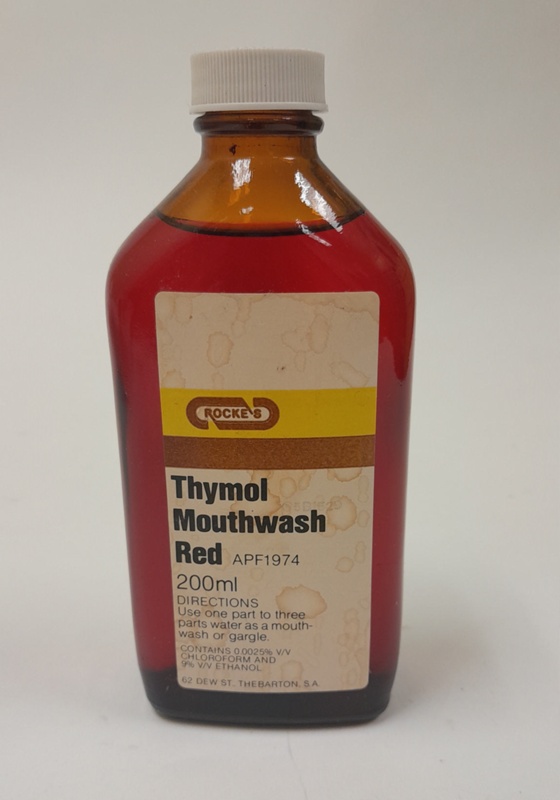 ROCKE'S
Thymol
Mouthwash
Red APF1974
200ml
DIRECTIONS
Use one part to three
parts water as a mouth-
wash or gargle.
CONTAINS 0.0025% V/V
CHLOROFORM AND
9% V/V ETHANOL
62 DEW ST. THEBARTON, S.A.